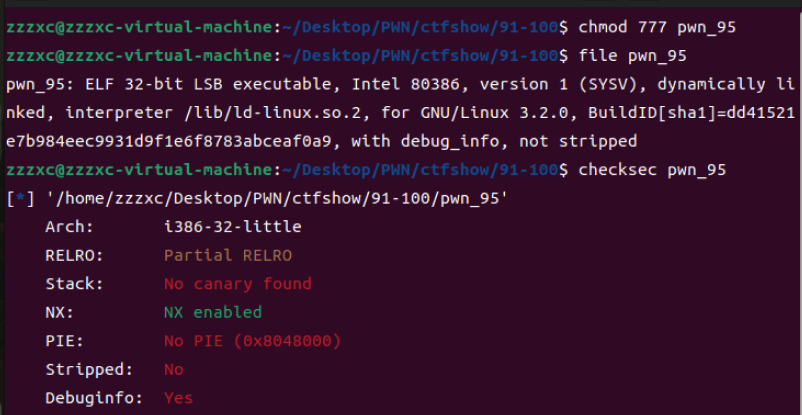 zzzxc@zzzxc-virtual-machine:~/Desktop/PWN/ctfshow/91-100$ chmod 777 pwn_95
zzzxc@zzzxc-virtual-machine:~/Desktop/PWN/ctfshow/91-100$ file pwn_95
pwn_95: ELF 32-bit LSB executable, Intel 80386, version 1 (SYSV), dynamically li
nked, interpreter /lib/ld-linux.so.2, for GNU/Linux 3.2.0, BuildID[sha1]=dd41521
e7b984eec9931d9f1e6f8783abceaf0a9, with debug_info, not stripped
zzzxc@zzzxc-virtual-machine:~/Desktop/PWN/ctfshow/91-100$ checksec pwn_95
[*] '/home/zzzxc/Desktop/PWN/ctfshow/91-100/pwn_95'
    Arch:       i386-32-little
    RELRO:      Partial RELRO
    Stack:      No canary found
    NX:         NX enabled
    PIE:        No PIE (0x8048000)
    Stripped:   No
    Debuginfo:  Yes